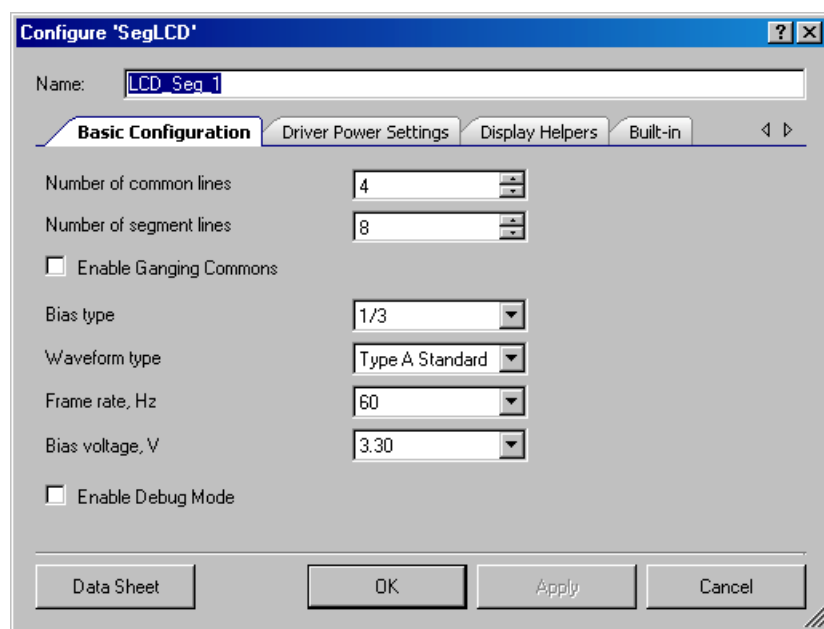 Configure 'SegLCD'
Name: LCD_Seg_1
Basic Configuration Driver Power Settings Display Helpers Built-in
Number of common lines 4
Number of segment lines 8
Enable Ganging Commons
Bias type 1/3
Waveform type Type A Standard
Frame rate, Hz 60
Bias voltage, V 3.30
Enable Debug Mode
Data Sheet OK Apply Cancel